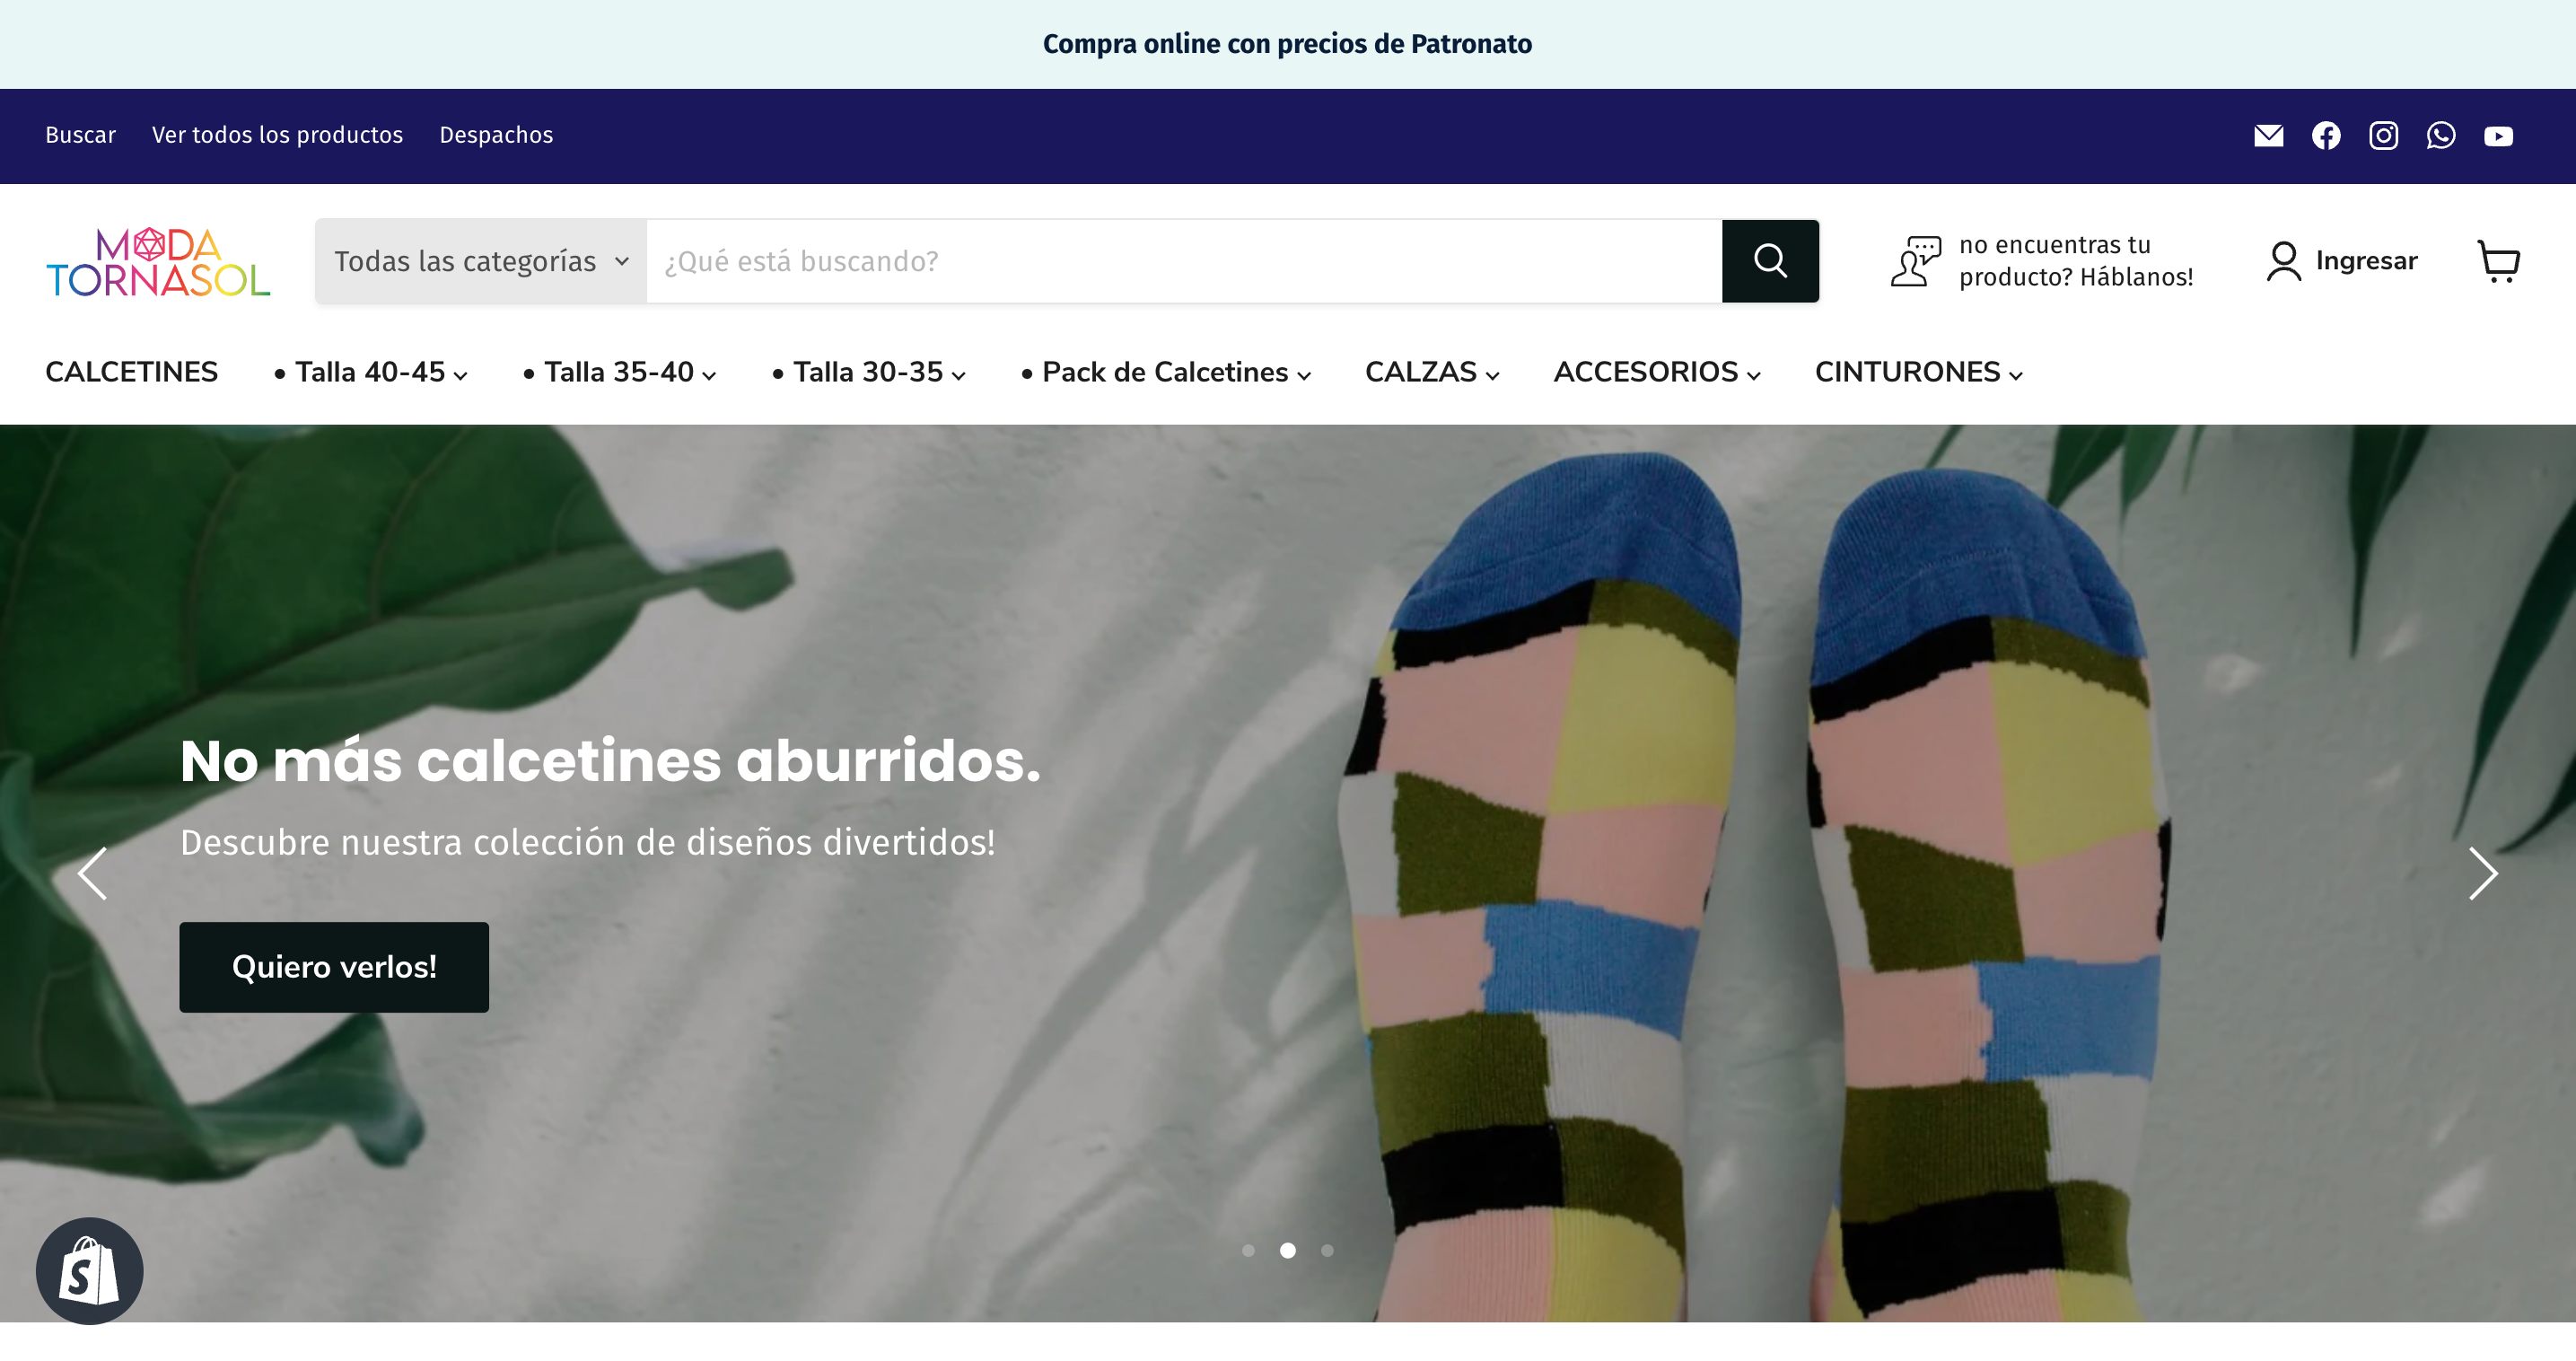 Compra online con precios de Patronato
Buscar Ver todos los productos Despachos
MODA
TORNASOL
Todas las categorías ¿Qué está buscando?
no encuentras tu
producto? Háblanos!
Ingresar
CALCETINES • Talla 40-45 • Talla 35-40 • Talla 30-35 • Pack de Calcetines CALZAS ACCESORIOS CINTURONES
No más calcetines aburridos.
Descubre nuestra colección de diseños divertidos!
Quiero verlos!